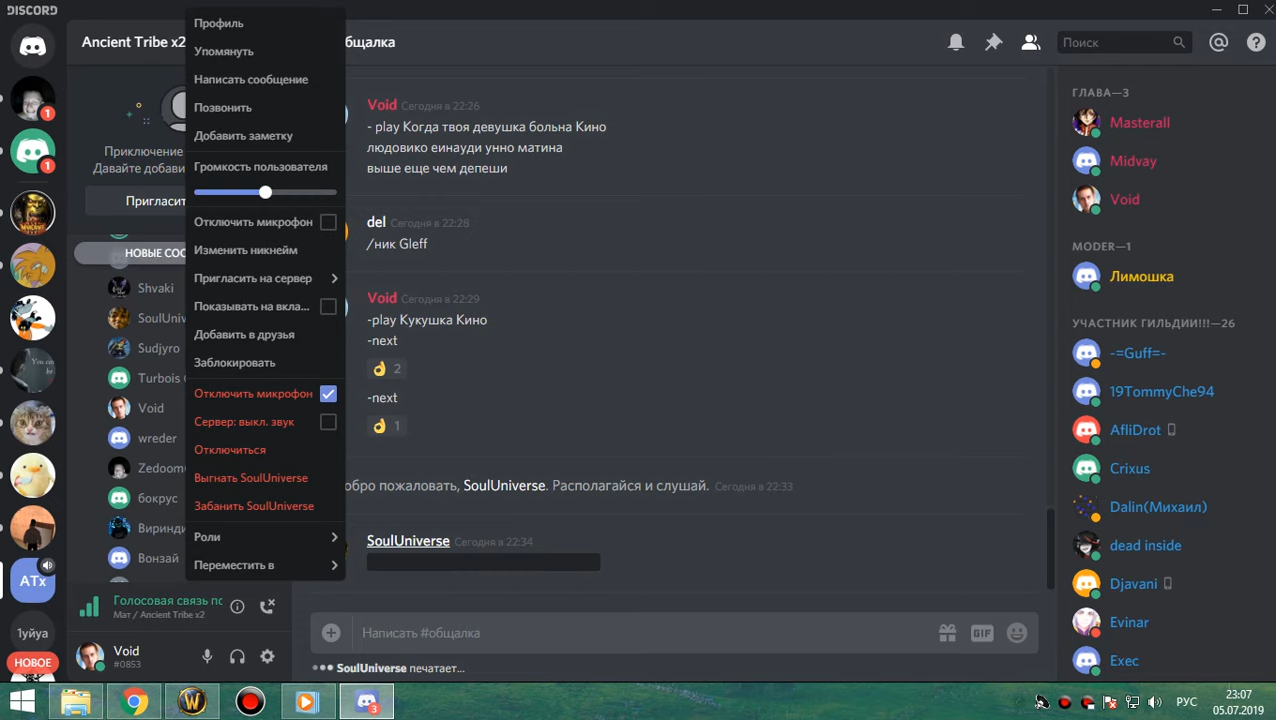 DISCORD
Ancient Tribe x2
общалка
Поиск
Профиль
Упомянуть
Написать сообщение
Позвонить
Добавить заметку
Громкость пользователя
Отключить микрофон
Изменить никнейм
Пригласить на сервер
Показывать на вкла...
Добавить в друзья
Заблокировать
Отключить микрофон
Сервер: выкл. звук
Отключиться
Выгнать SoulUniverse
Забанить SoulUniverse
Роли
Переместить в
1
1
ATx
1уйуа
НОВОЕ
Приключение
Давайте добави
Пригласит
НОВЫЕ СОО
Shvaki
SoulUniv
Sudjyro
Turbois
Void
wreder
Zedoom
бокрус
Виринди
Вонзай
Голосовая связь по
Мат / Ancient Tribe x2
Void
#0853
Void Сегодня в 22:26
- play Когда твоя девушка больна Кино
людовико еинауди унно матина
выше еще чем депеши
del Сегодня в 22:28
/ник Gleff
Void Сегодня в 22:29
-play Кукушка Кино
-next
2
-next
1
обро пожаловать, SoulUniverse. Располагайся и слушай. Сегодня в 22:33
SoulUniverse Сегодня в 22:34
Написать #общалка
GIF
SoulUniverse печатает...
ГЛАВА—3
Masterall
Midvay
Void
MODER—1
Лимошка
УЧАСТНИК ГИЛЬДИИ!!!—26
-=Guff=-
19TommyChe94
AfliDrot
Crixus
Dalin(Михаил)
dead inside
Djavani
Evinar
Exec
3
РУС
23:07
05.07.2019